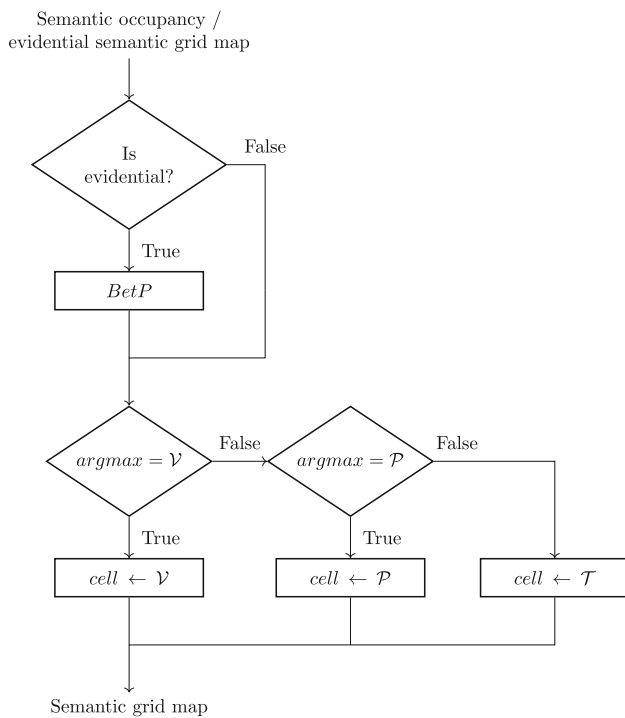 Semantic occupancy /
evidential semantic grid map
Is
evidential?
False
True
BetP
argmax = 𝒱
False
argmax = 𝒫
False
True
True
cell ← 𝒱
cell ← 𝒫
cell ← 𝒯
Semantic grid map